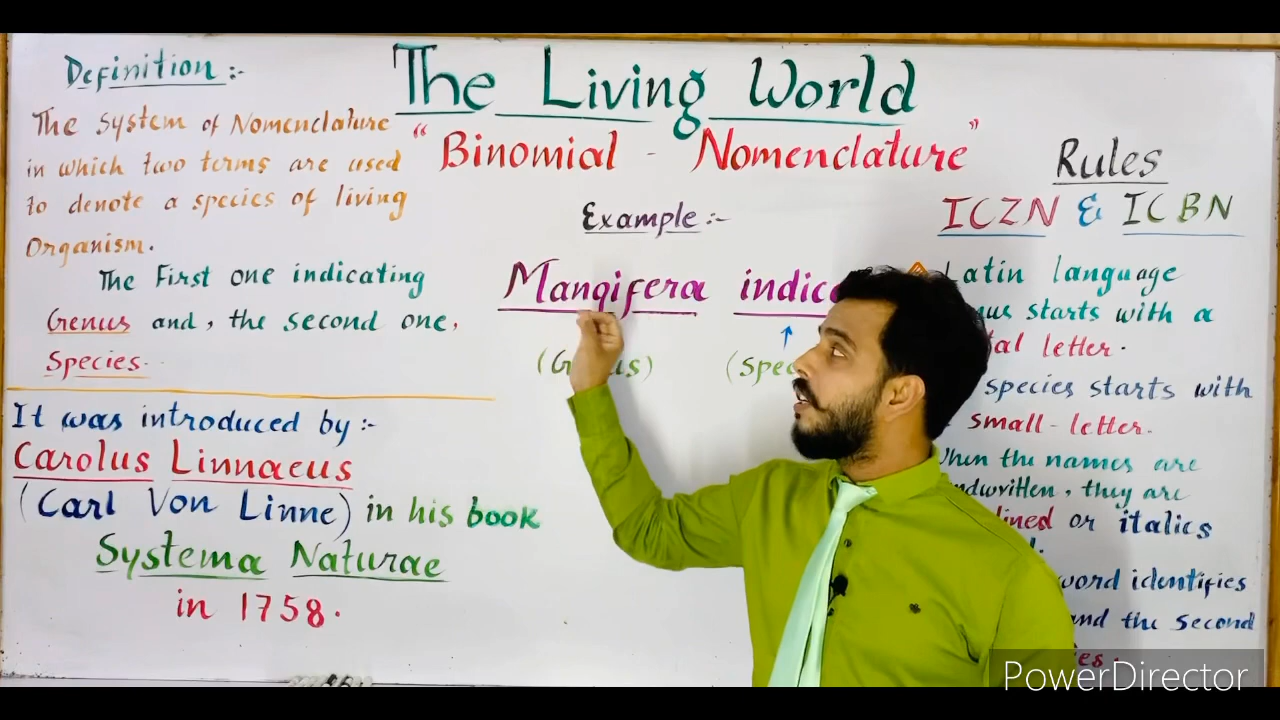 The Living World
"Binomial - Nomenclature"
Definition :-
The System of Nomenclature
in which two terms are used
to denote a species of living
Organism.
The First one indicating
Genus and, the second one,
Species.
It was introduced by :-
Carolus Linnaeus
(Carl Von Linne) in his book
Systema Naturae
in 1758.
Example :-
Mangifera
Rules
ICZN & ICBN
Latin language
starts with a
letter.
species starts with
small-letter.
When the names are
they are
or italics
word identifies
and the second
PowerDirector